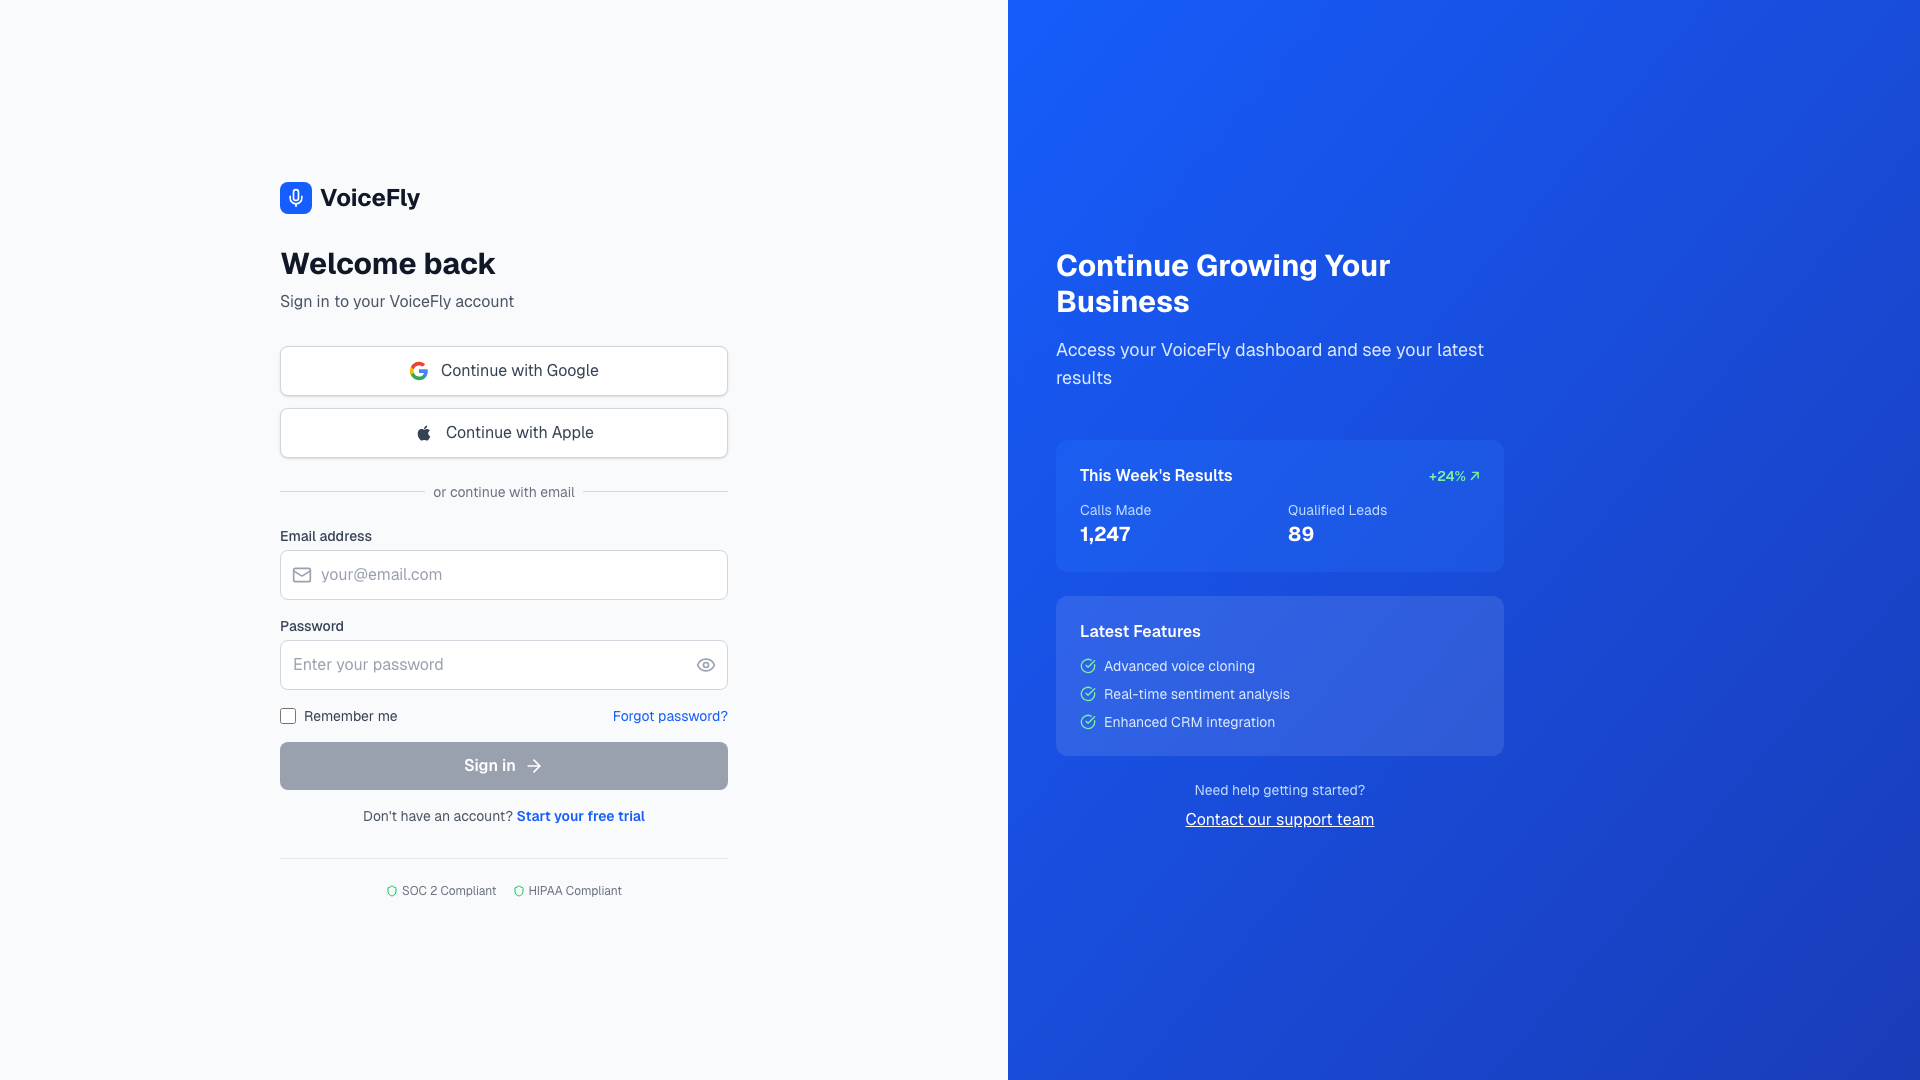 VoiceFly
Welcome back
Sign in to your VoiceFly account
Continue with Google
Continue with Apple
or continue with email
Email address
your@email.com
Password
Enter your password
Remember me
Forgot password?
Sign in
Don't have an account? Start your free trial
SOC 2 Compliant
HIPAA Compliant
Continue Growing Your
Business
Access your VoiceFly dashboard and see your latest
results
This Week's Results
+24%
Calls Made
Qualified Leads
1,247
89
Latest Features
Advanced voice cloning
Real-time sentiment analysis
Enhanced CRM integration
Need help getting started?
Contact our support team